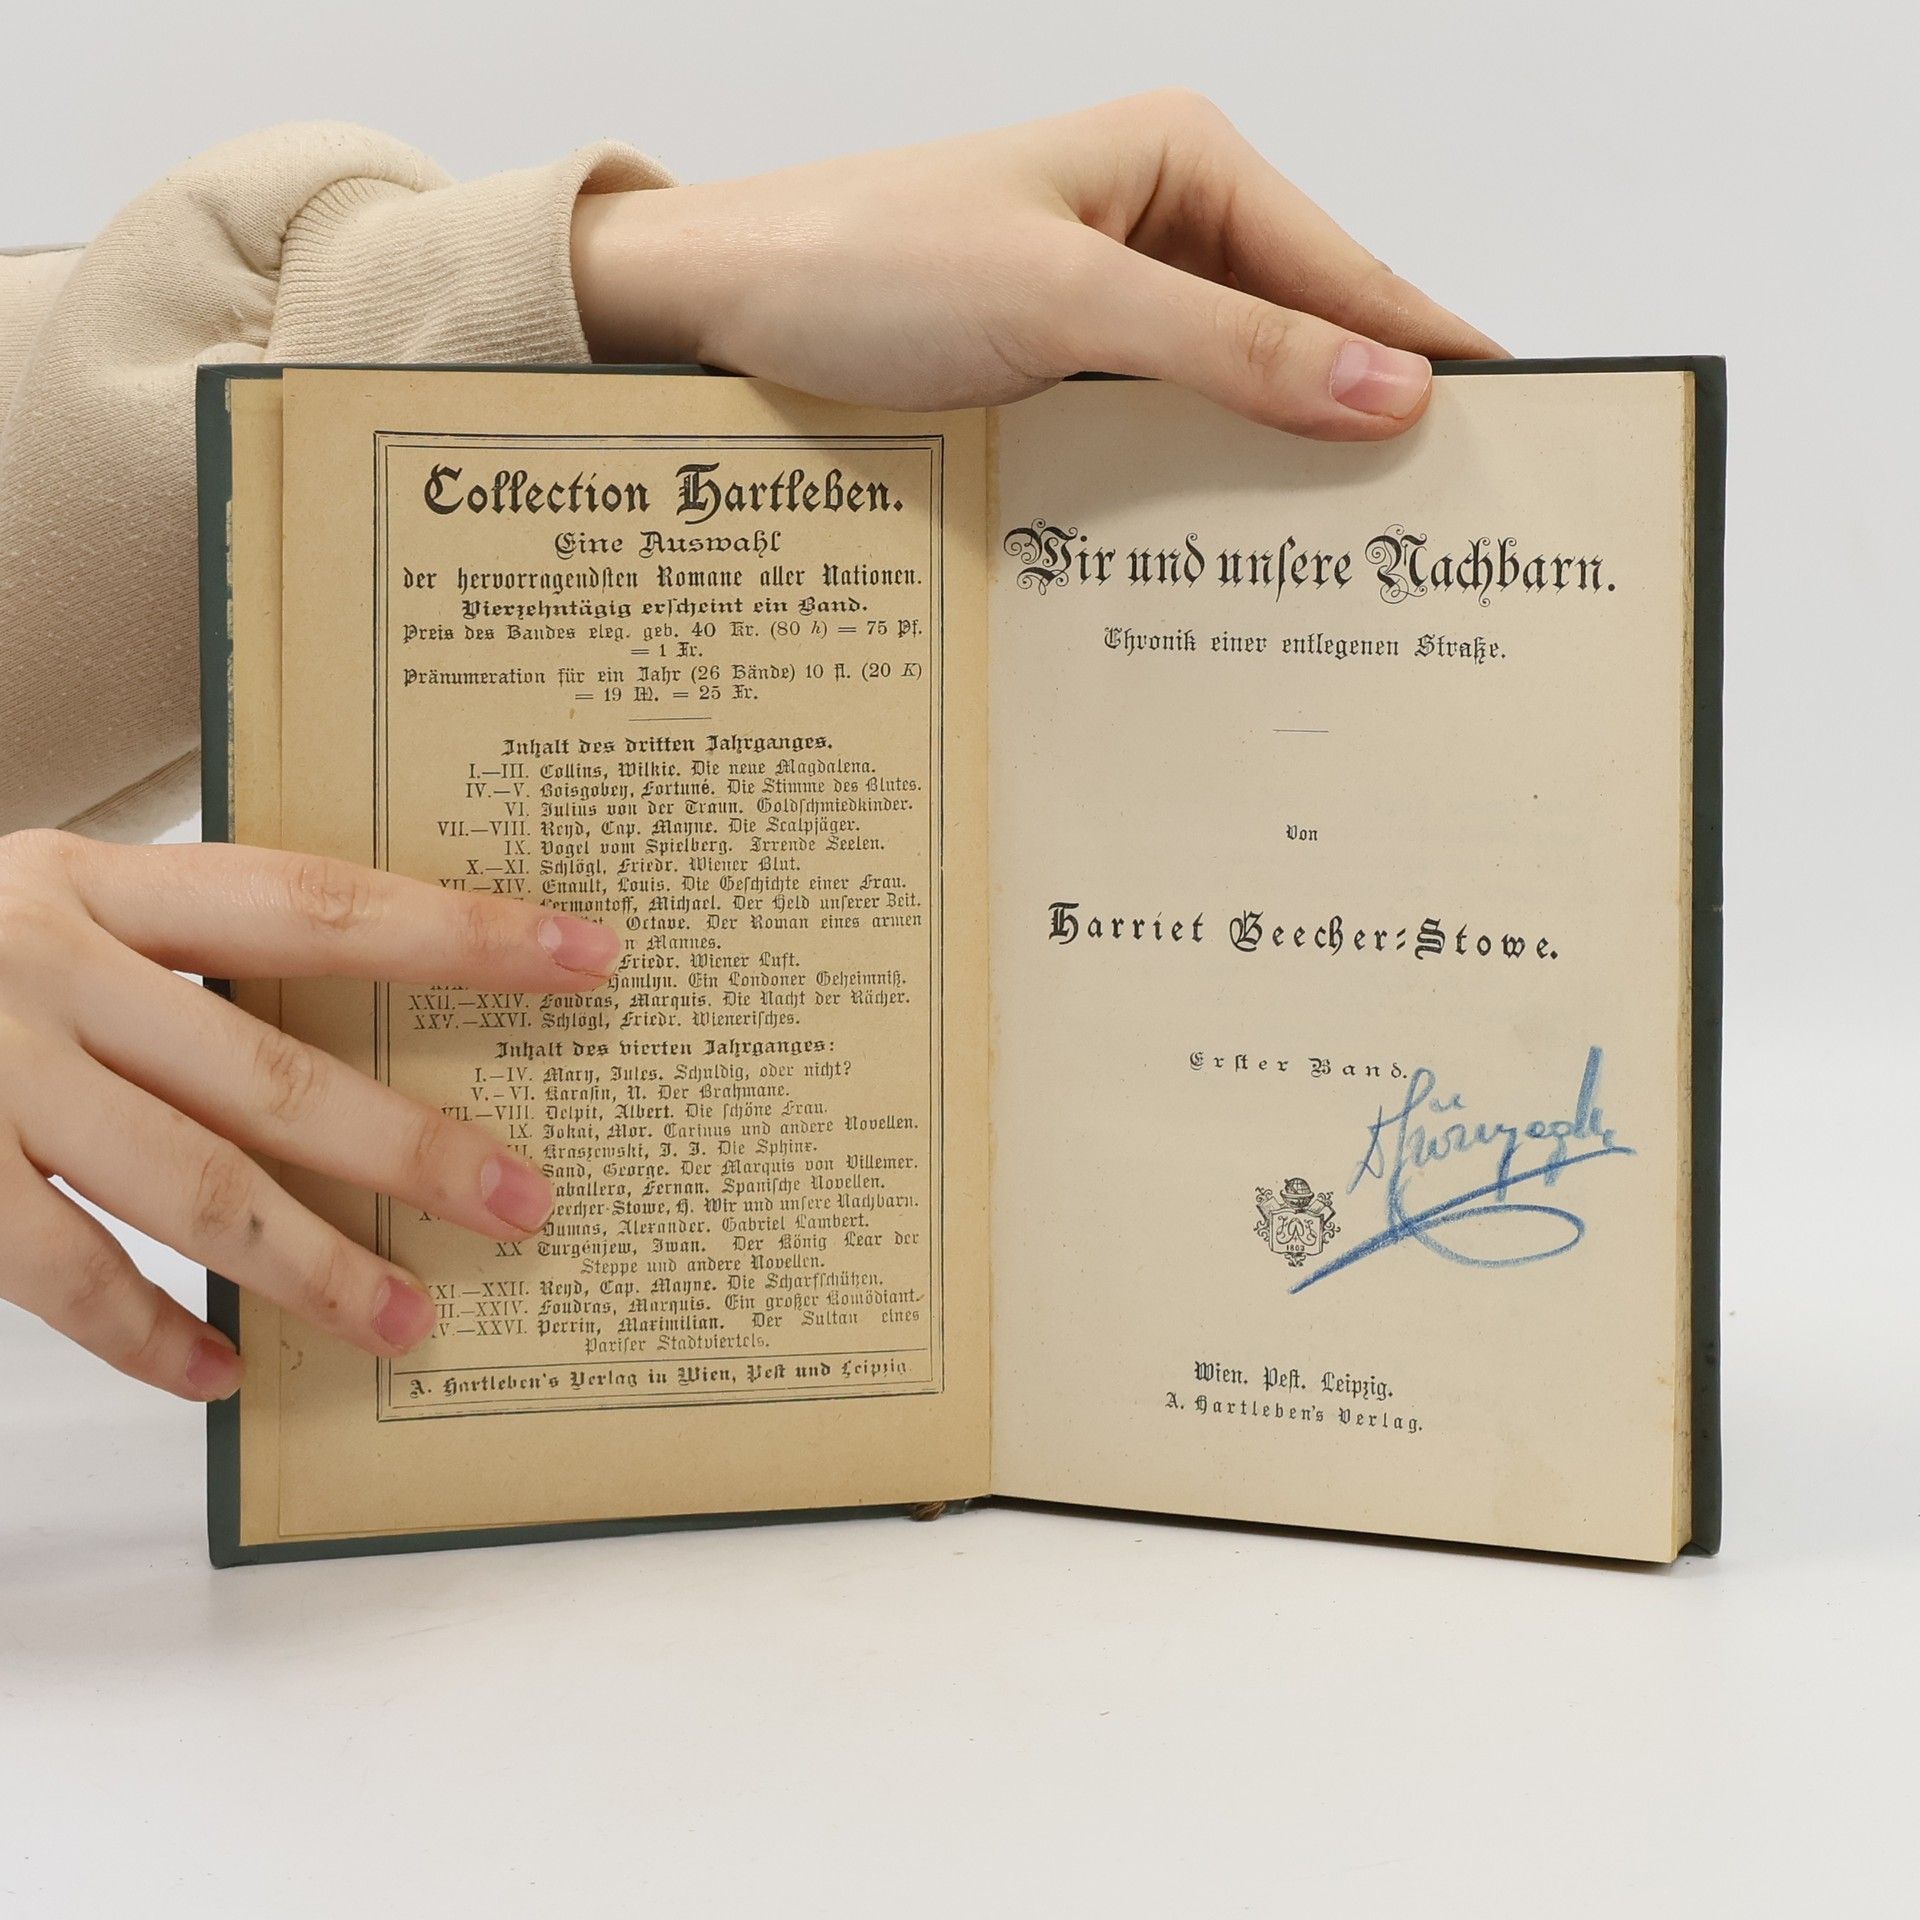 Collection Hartleben.
Eine Auswahl
der hervorragendsten Romane aller Nationen.
Vierzehntägig erscheint ein Band.
Preis des Bandes eleg. geb. 40 Kr. (80 h) = 75 Pf.
= 1 Fr.
Pränumeration für ein Jahr (26 Bände) 10 fl. (20 K)
= 19 M. = 25 Fr.
Inhalt des dritten Jahrganges.
I.—III. Collins, Wilkie. Die neue Magdalena.
IV.—V. Boisgobey, Fortuné. Die Stimme des Blutes.
VI. Julius von der Traun. Goldschmiedkinder.
VII.—VIII. Reyd, Cap. Mayne. Die Scalpjäger.
IX. Vogel vom Spielberg. Irrende Seelen.
X.—XI. Schlögl, Friedr. Wiener Blut.
XII.—XIV. Enault, Louis. Die Geschichte einer Frau.
Lermontoff, Michael. Der Held unserer Zeit.
Octave. Der Roman eines armen
Mannes.
Friedr. Wiener Luft.
Hamlyn. Ein Londoner Geheimniß.
XXII.—XXIV. Foudras, Marquis. Die Nacht der Rächer.
XXV.—XXVI. Schlögl, Friedr. Wienerisches.
Inhalt des vierten Jahrganges:
I.—IV. Mary, Jules. Schuldig, oder nicht?
V.–VI. Karasin, N. Der Brahmane.
VII.—VIII. Delpit, Albert. Die schöne Frau.
IX. Jokai, Mor. Carinus und andere Novellen.
Kraszewski, J. I. Die Sphinx.
Sand, George. Der Marquis von Villemer.
Caballero, Fernan. Spanische Novellen.
Beecher-Stowe, H. Wir und unsere Nachbarn.
Dumas, Alexander. Gabriel Lambert.
XX Turgénjew, Iwan. Der König Lear der
Steppe und andere Novellen.
XXI.—XXII. Reyd, Cap. Mayne. Die Scharfschützen.
XXIII.—XXIV. Foudras, Marquis. Ein großer Komödiant.
XXV.—XXVI. Perrin, Maximilian. Der Sultan eines
Pariser Stadtviertels.
A. Hartleben's Verlag in Wien, Pest und Leipzig.
Wir und unsere Nachbarn.
Chronik einer entlegenen Straße.
Von
Harriet Beecher-Stowe.
Erster Band.
1803
Wien. Pest. Leipzig.
A. Hartleben's Verlag.